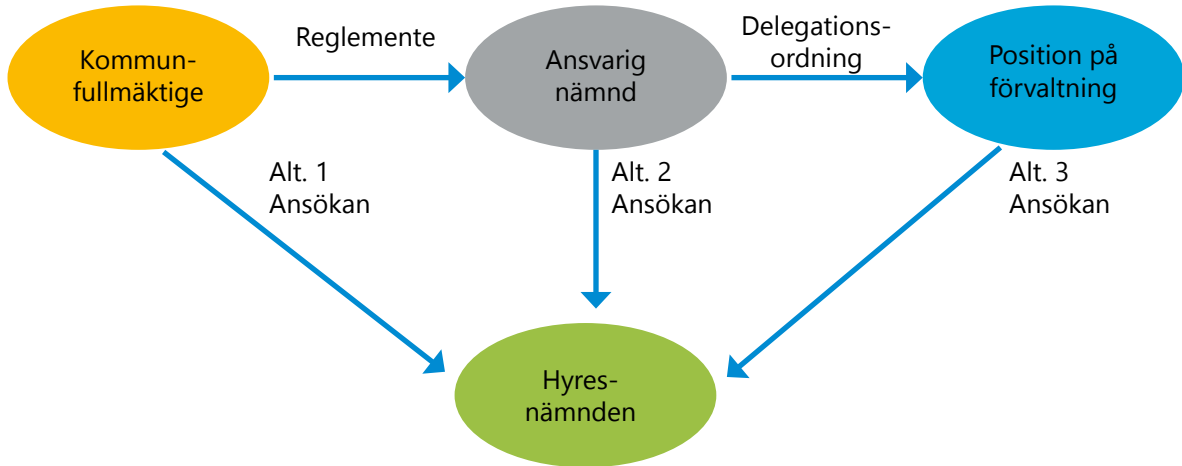 Kommun-
fullmäktige
Reglemente
Ansvarig
nämnd
Delegations-
ordning
Position på
förvaltning
Alt. 1
Ansökan
Alt. 2
Ansökan
Alt. 3
Ansökan
Hyres-
nämnden